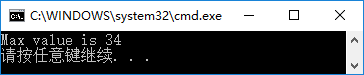 C:\WINDOWS\system32\cmd.exe
Max value is 34
请按任意键继续. . .